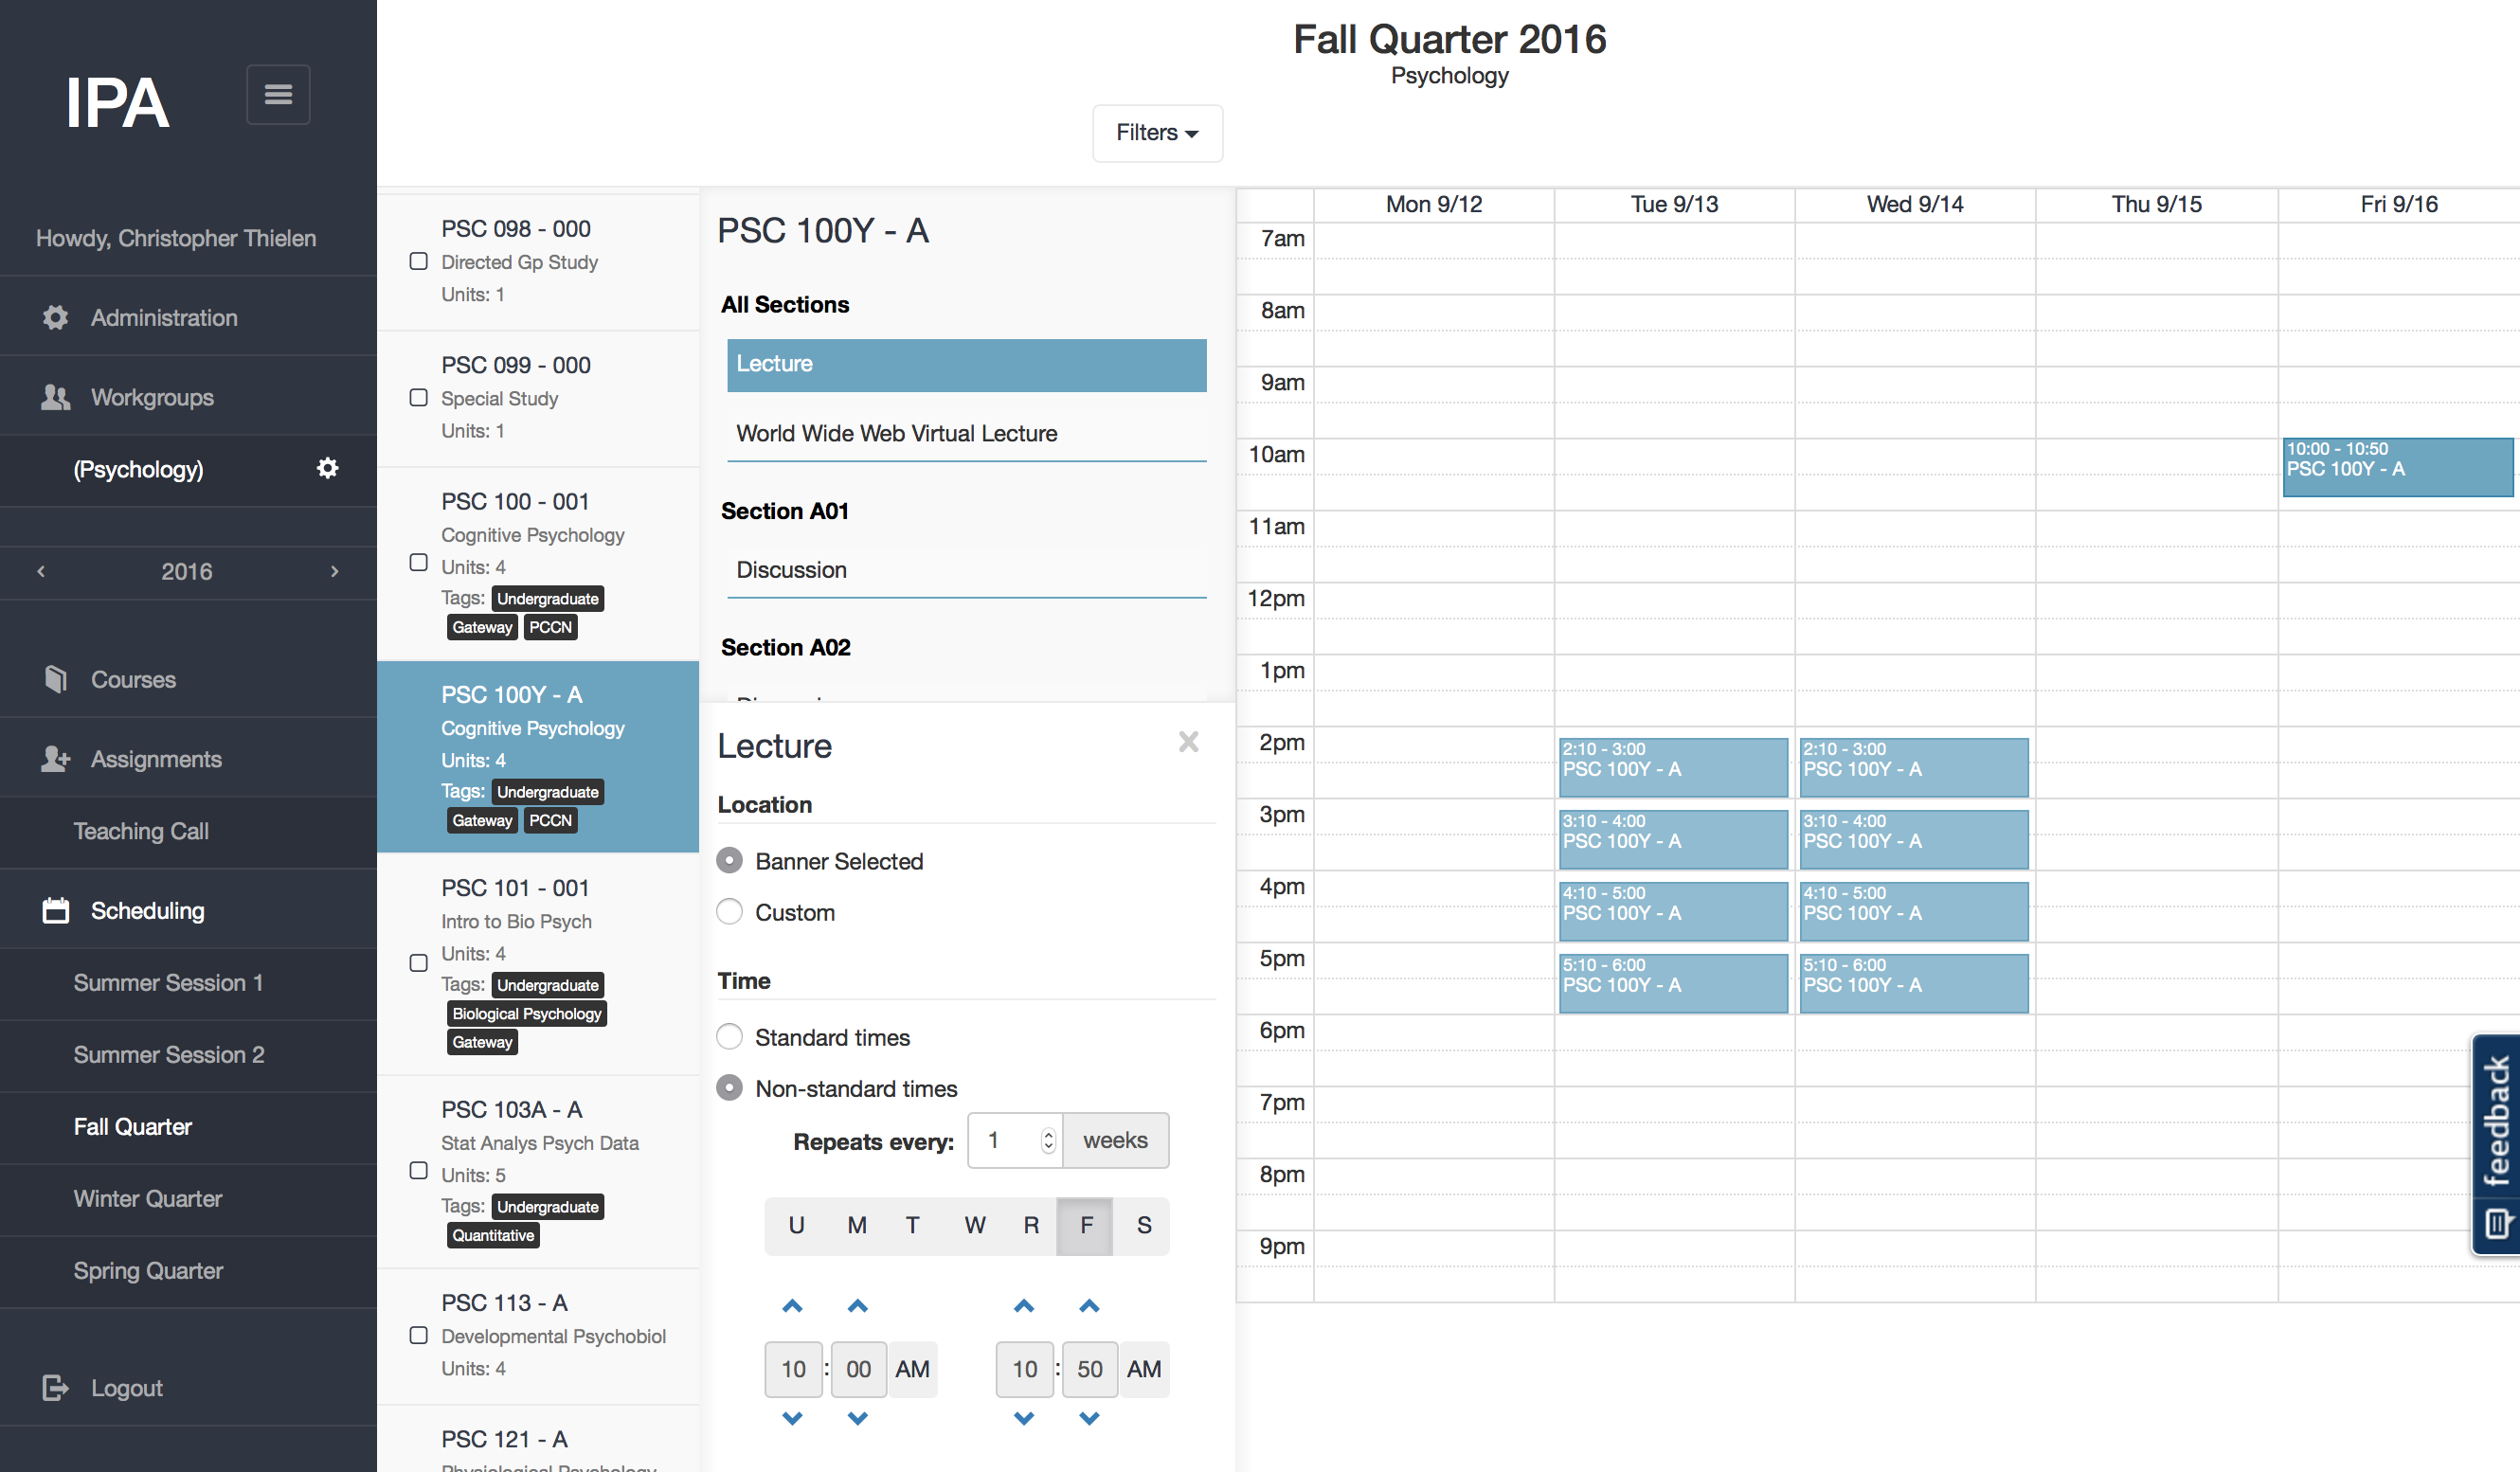 IPA
Howdy, Christopher Thielen
Administration
Workgroups
(Psychology)
2016
Courses
Assignments
Teaching Call
Scheduling
Summer Session 1
Summer Session 2
Fall Quarter
Winter Quarter
Spring Quarter
Logout
Fall Quarter 2016
Psychology
Filters
PSC 098 - 000
Directed Gp Study
Units: 1
PSC 099 - 000
Special Study
Units: 1
PSC 100 - 001
Cognitive Psychology
Units: 4
Tags: Undergraduate
Gateway PCCN
PSC 100Y - A
Cognitive Psychology
Units: 4
Tags: Undergraduate
Gateway PCCN
PSC 101 - 001
Intro to Bio Psych
Units: 4
Tags: Undergraduate
Biological Psychology
Gateway
PSC 103A - A
Stat Analys Psych Data
Units: 5
Tags: Undergraduate
Quantitative
PSC 113 - A
Developmental Psychobiol
Units: 4
PSC 121 - A
Physiological Psychology
PSC 100Y - A
All Sections
Lecture
World Wide Web Virtual Lecture
Section A01
Discussion
Section A02
Lecture
Location
Banner Selected
Custom
Time
Standard times
Non-standard times
Repeats every: 1 weeks
U M T W R F S
10 : 00 AM 10 : 50 AM
Mon 9/12 Tue 9/13 Wed 9/14 Thu 9/15 Fri 9/16
7am
8am
9am
10am
10:00 - 10:50
PSC 100Y - A
11am
12pm
1pm
2pm
2:10 - 3:00 2:10 - 3:00
PSC 100Y - A PSC 100Y - A
3pm
3:10 - 4:00 3:10 - 4:00
PSC 100Y - A PSC 100Y - A
4pm
4:10 - 5:00 4:10 - 5:00
PSC 100Y - A PSC 100Y - A
5pm
5:10 - 6:00 5:10 - 6:00
PSC 100Y - A PSC 100Y - A
6pm
7pm
8pm
9pm
feedback